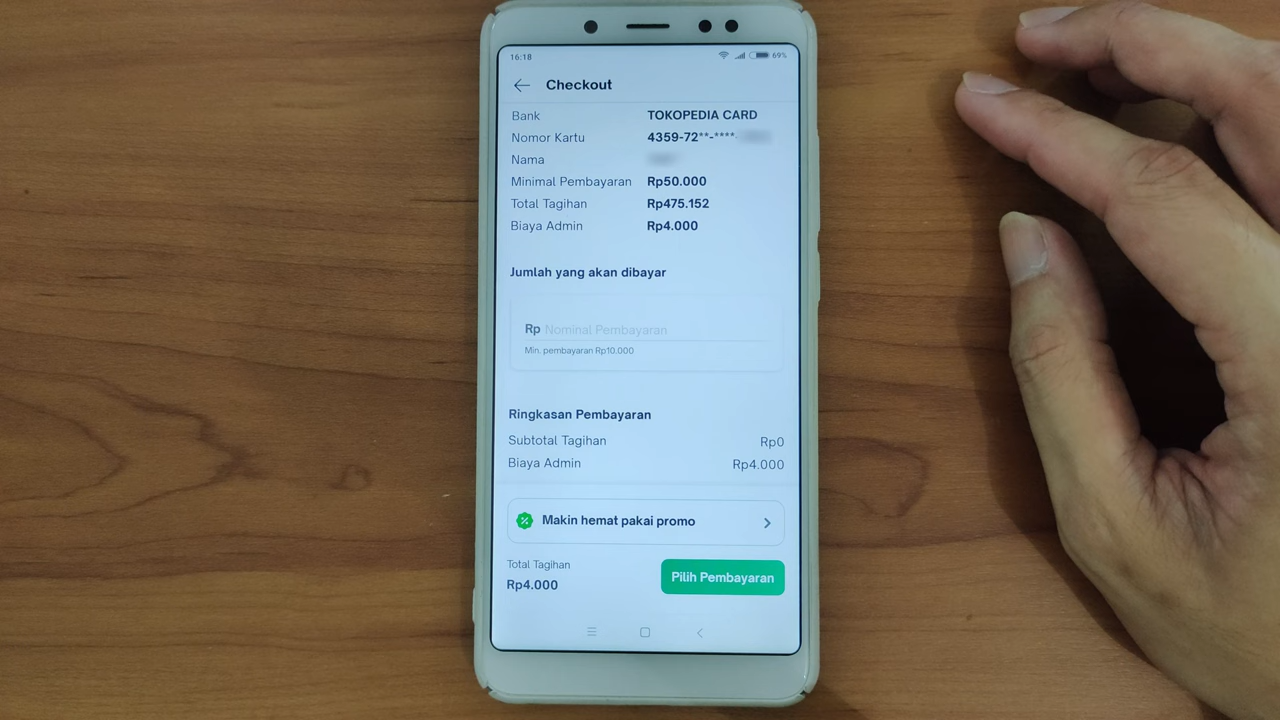 16:18
69%
Checkout
Bank TOKOPEDIA CARD
Nomor Kartu 4359-72**-****-
Nama
Minimal Pembayaran Rp50.000
Total Tagihan Rp475.152
Biaya Admin Rp4.000
Jumlah yang akan dibayar
Rp Nominal Pembayaran
Min. pembayaran Rp10.000
Ringkasan Pembayaran
Subtotal Tagihan Rp0
Biaya Admin Rp4.000
Makin hemat pakai promo
Total Tagihan
Rp4.000
Pilih Pembayaran